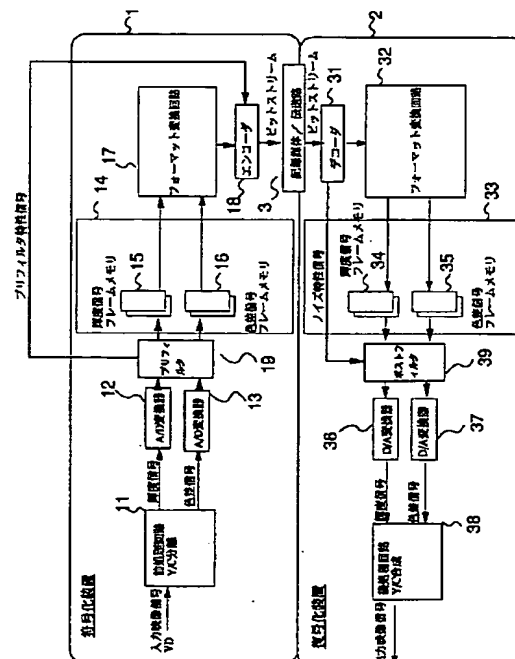 符号化装置
1
入力映像信号
VD
11
前処理回路
Y/C分離
輝度信号
色差信号
12
A/D変換器
A/D変換器
13
プリフィルタ
19
プリフィルタ特性信号
14
輝度信号
フレームメモリ
15
16
色差信号
フレームメモリ
17
フォーマット変換回路
18
エンコーダ
ビットストリーム
3
記録媒体/伝送路
ビットストリーム
復号化装置
2
31
デコーダ
32
フォーマット変換回路
33
ノイズ特性信号
輝度信号
フレームメモリ
34
35
色差信号
フレームメモリ
ポストフィルタ
39
36
D/A変換器
D/A変換器
37
輝度信号
色差信号
後処理回路
Y/C合成
38
出力映像信号